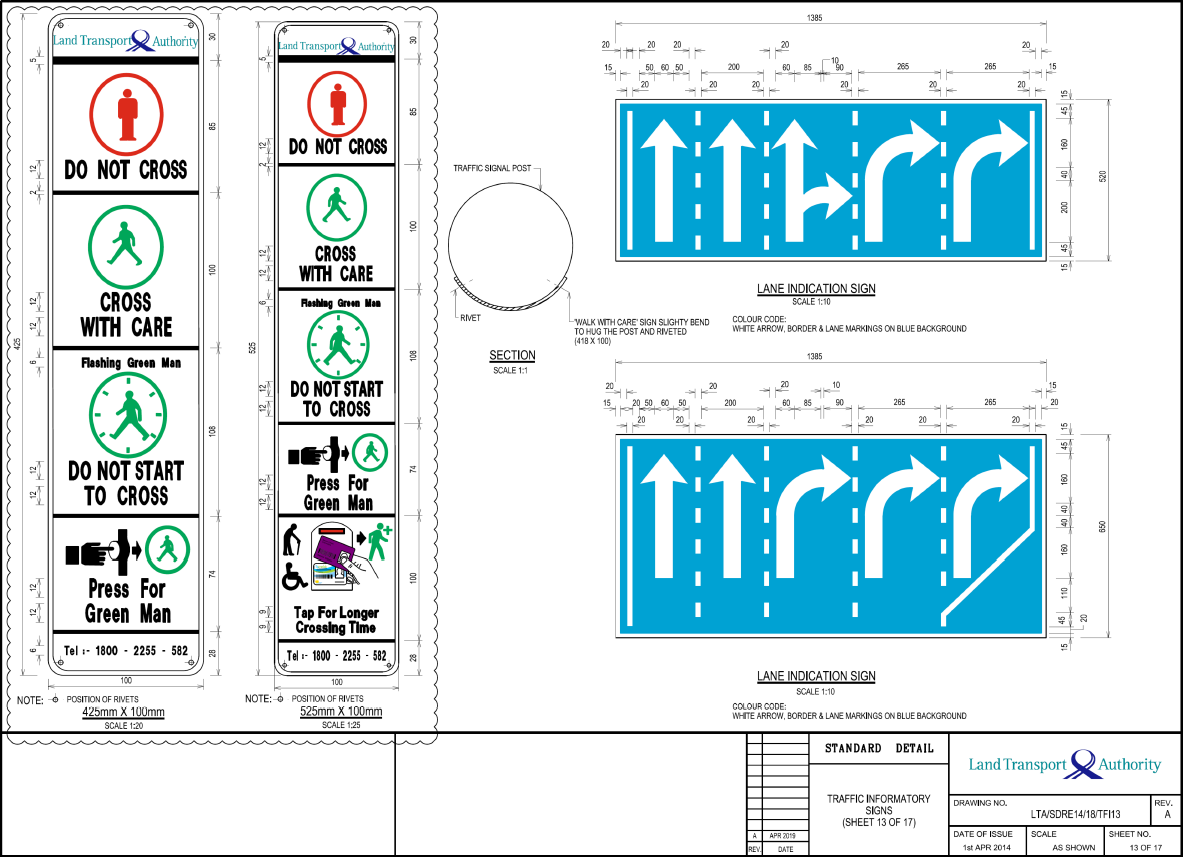 Land Transport Authority
DO NOT CROSS
CROSS
WITH CARE
Flashing Green Man
DO NOT START
TO CROSS
Press For
Green Man
Tel :- 1800 - 2255 - 582
30
5
85
12
2
100
12
12
425
6
108
12
12
74
12
12
6
28
100
NOTE:
POSITION OF RIVETS
425mm X 100mm
SCALE 1:20
Land Transport Authority
DO NOT CROSS
CROSS
WITH CARE
Flashing Green Man
DO NOT START
TO CROSS
Press For
Green Man
Tap For Longer
Crossing Time
Tel :- 1800 - 2255 - 582
30
5
85
12
2
100
12
12
6
525
108
12
12
74
12
12
100
9
9
28
100
NOTE:
POSITION OF RIVETS
525mm X 100mm
SCALE 1:25
TRAFFIC SIGNAL POST
RIVET
'WALK WITH CARE' SIGN SLIGHTY BEND
TO HUG THE POST AND RIVETED
(418 X 100)
SECTION
SCALE 1:1
1385
20 20 20 20 20
10
15 50 60 50 200 60 85 90 265 265 15
20 20 20 20 20 20 20
15
45
160
40
200
45
15
520
LANE INDICATION SIGN
SCALE 1:10
COLOUR CODE:
WHITE ARROW, BORDER & LANE MARKINGS ON BLUE BACKGROUND
1385
20 20 20 10 15
15 20 50 60 50 200 60 85 90 265 265 20
20 20 20 20 20 20
15
45
160
40
40
160
110
45
20
15
650
LANE INDICATION SIGN
SCALE 1:10
COLOUR CODE:
WHITE ARROW, BORDER & LANE MARKINGS ON BLUE BACKGROUND
A APR 2019
REV. DATE
STANDARD DETAIL
TRAFFIC INFORMATORY
SIGNS
(SHEET 13 OF 17)
Land Transport Authority
DRAWING NO.
LTA/SDRE14/18/TFI13
REV.
A
DATE OF ISSUE
1st APR 2014
SCALE
AS SHOWN
SHEET NO.
13 OF 17